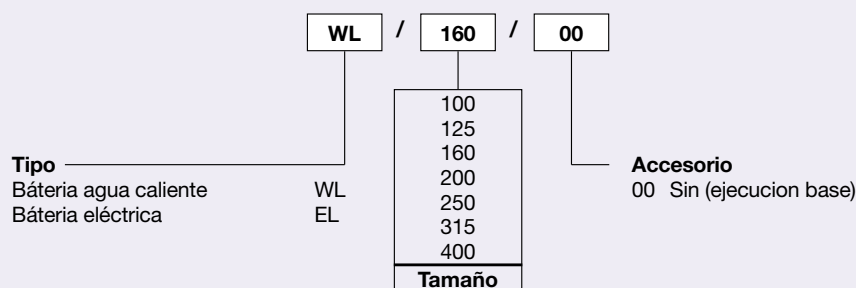 WL / 160 / 00
100
125
160
200
250
315
400
Tamaño
Tipo
Báteria agua caliente WL
Báteria eléctrica EL
Accesorio
00 Sin (ejecucion base)